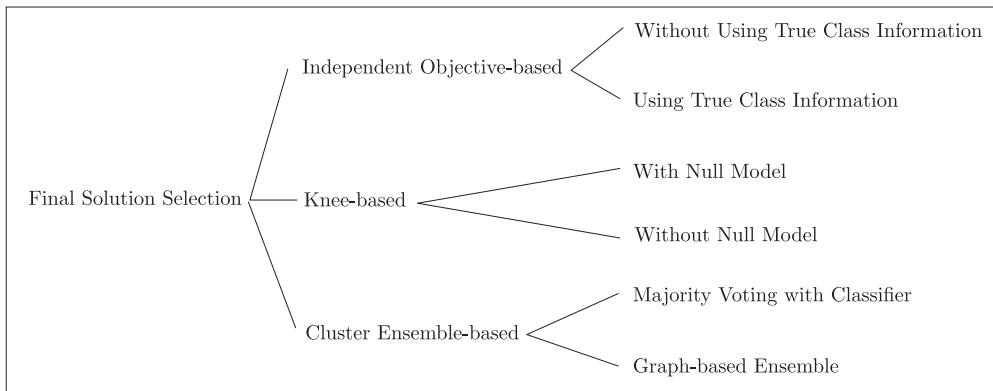 Final Solution Selection
Independent Objective-based
Without Using True Class Information
Using True Class Information
Knee-based
With Null Model
Without Null Model
Cluster Ensemble-based
Majority Voting with Classifier
Graph-based Ensemble